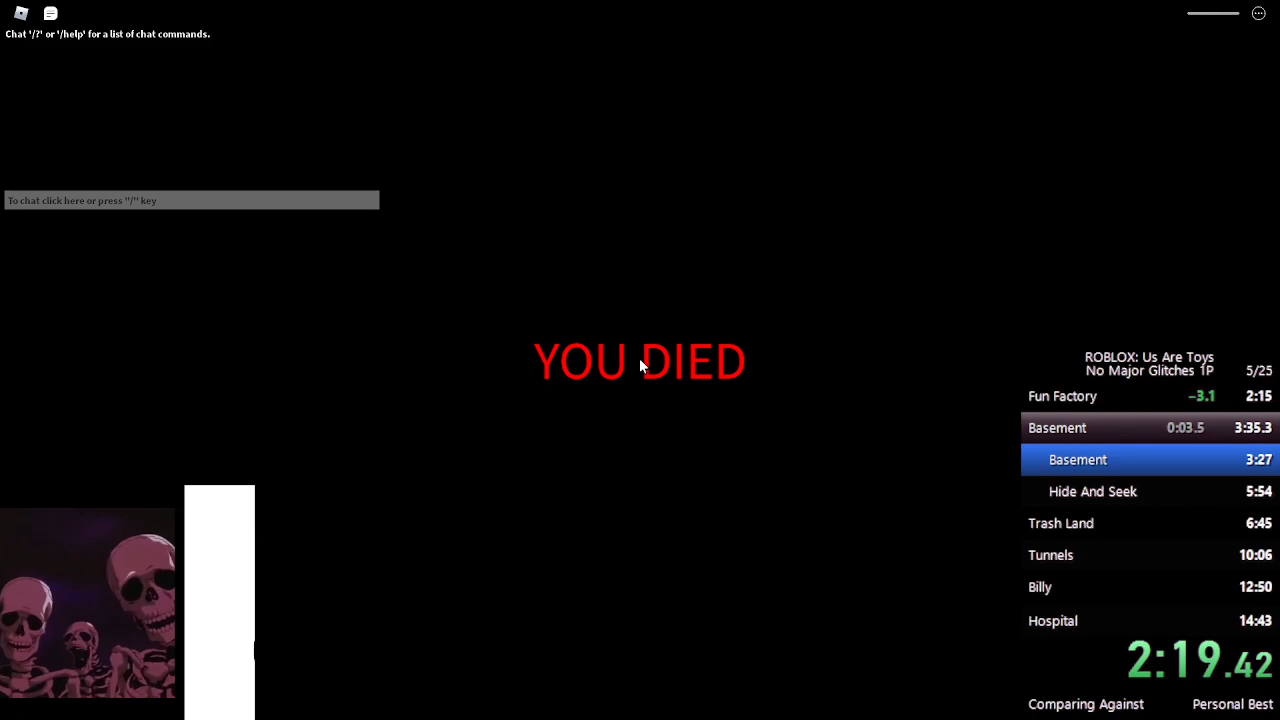 Chat '/?' or '/help' for a list of chat commands.
To chat click here or press "/" key
YOU DIED
ROBLOX: Us Are Toys
No Major Glitches 1P 5/25
Fun Factory −3.1 2:15
Basement 0:03.5 3:35.3
Basement 3:27
Hide And Seek 5:54
Trash Land 6:45
Tunnels 10:06
Billy 12:50
Hospital 14:43
2:19.42
Comparing Against Personal Best